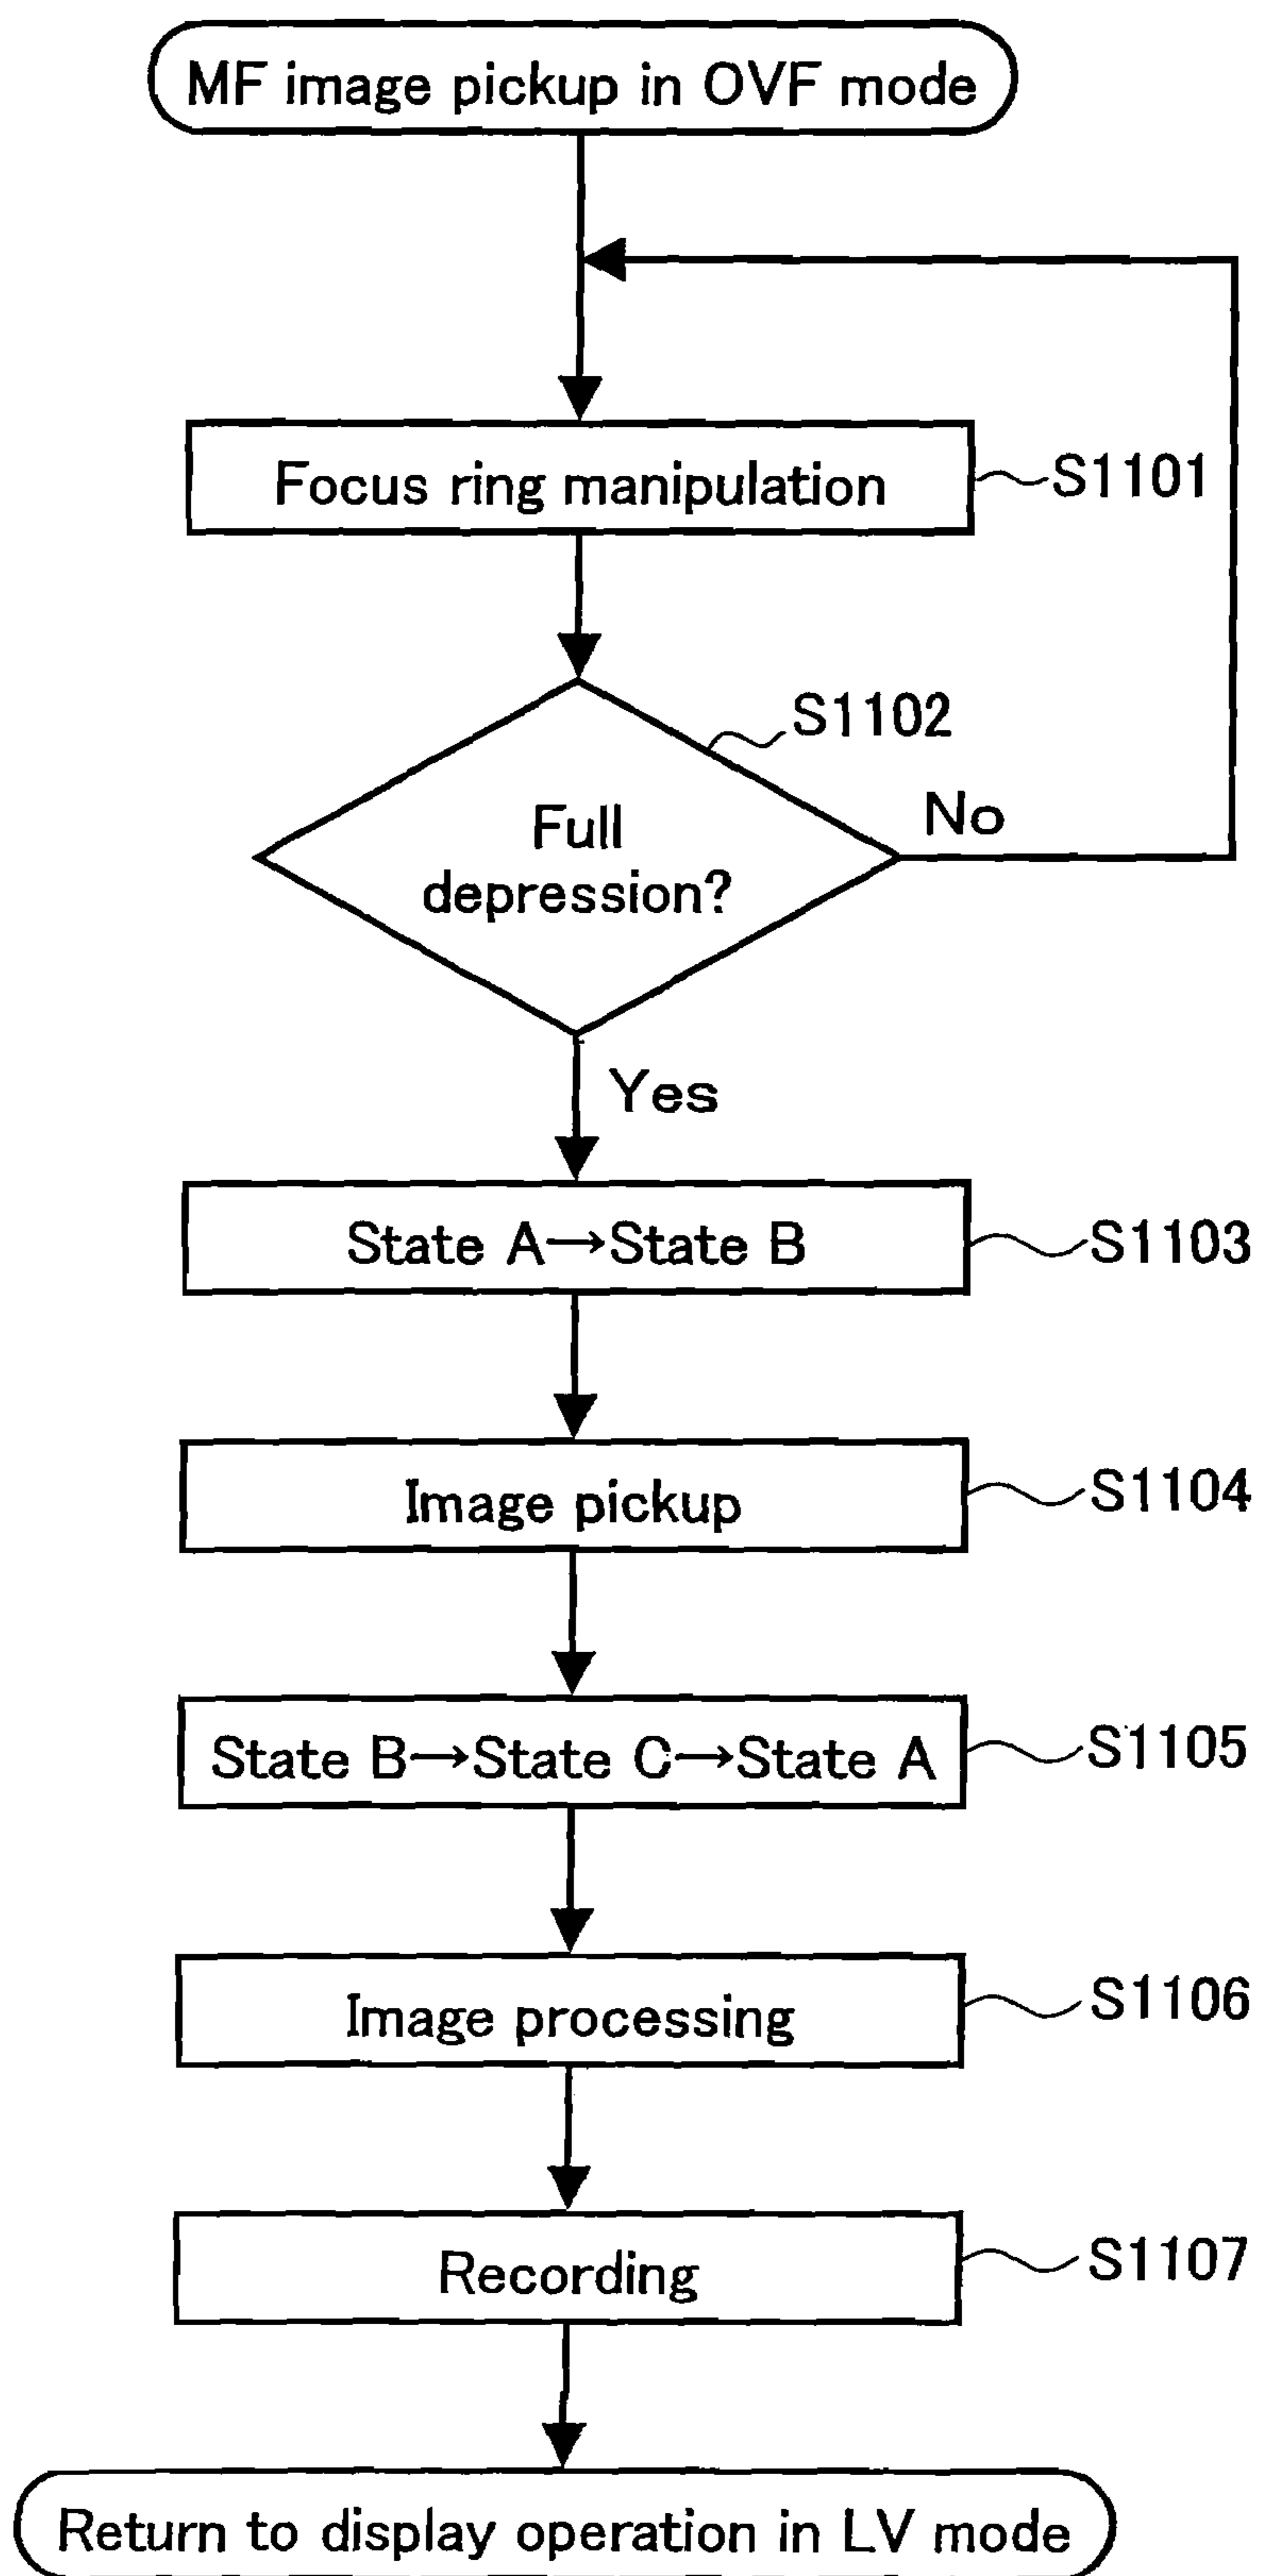 MF image pickup in OVF mode
Focus ring manipulation
S1101
S1102
Full
depression?
No
Yes
State A→State B
S1103
Image pickup
S1104
State B→State C→State A
S1105
Image processing
S1106
Recording
S1107
Return to display operation in LV mode